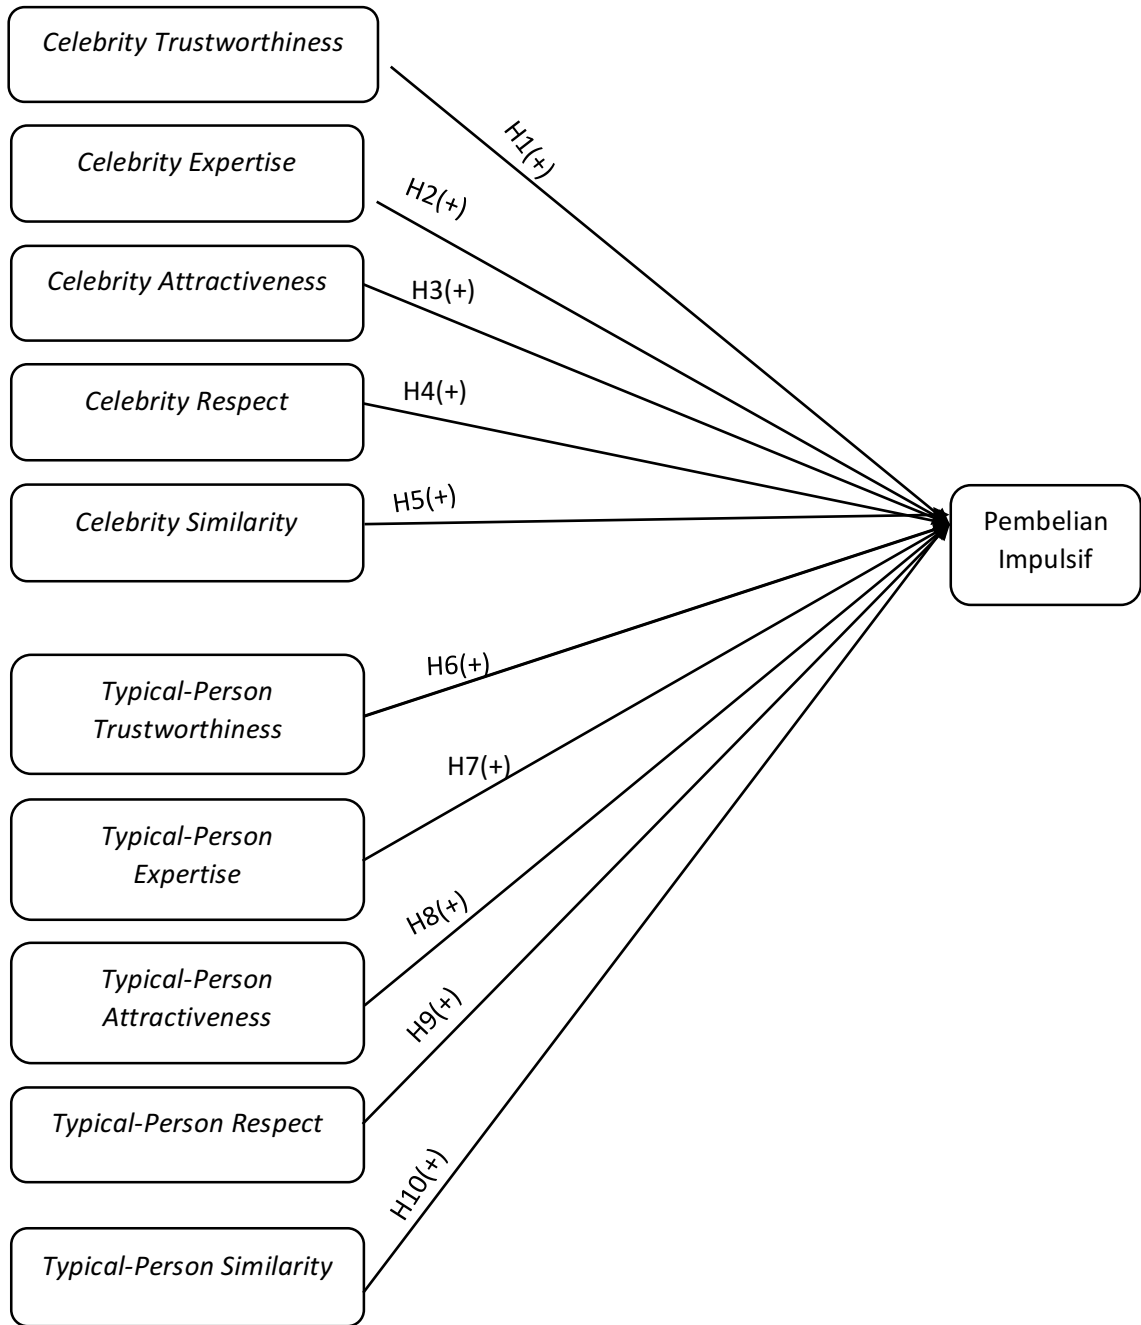 Celebrity Trustworthiness
H1(+)
Celebrity Expertise
H2(+)
Celebrity Attractiveness
H3(+)
Celebrity Respect
H4(+)
Celebrity Similarity
H5(+)
Pembelian
Impulsif
Typical-Person
Trustworthiness
H6(+)
Typical-Person
Expertise
H7(+)
Typical-Person
Attractiveness
H8(+)
Typical-Person Respect
H9(+)
Typical-Person Similarity
H10(+)